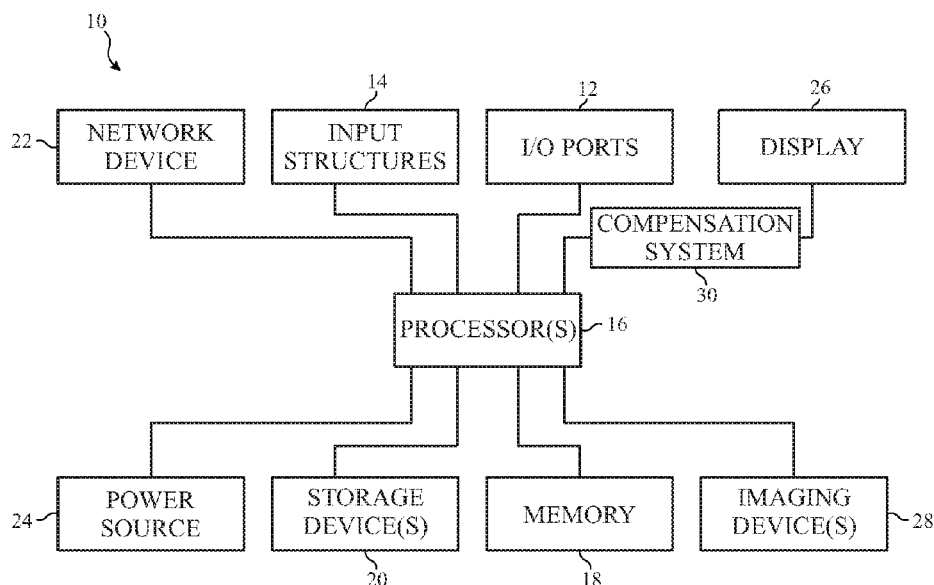 10
14
12
26
22
NETWORK
DEVICE
INPUT
STRUCTURES
I/O PORTS
DISPLAY
COMPENSATION
SYSTEM
30
PROCESSOR(S)
16
24
POWER
SOURCE
STORAGE
DEVICE(S)
MEMORY
IMAGING
DEVICE(S)
28
20
18